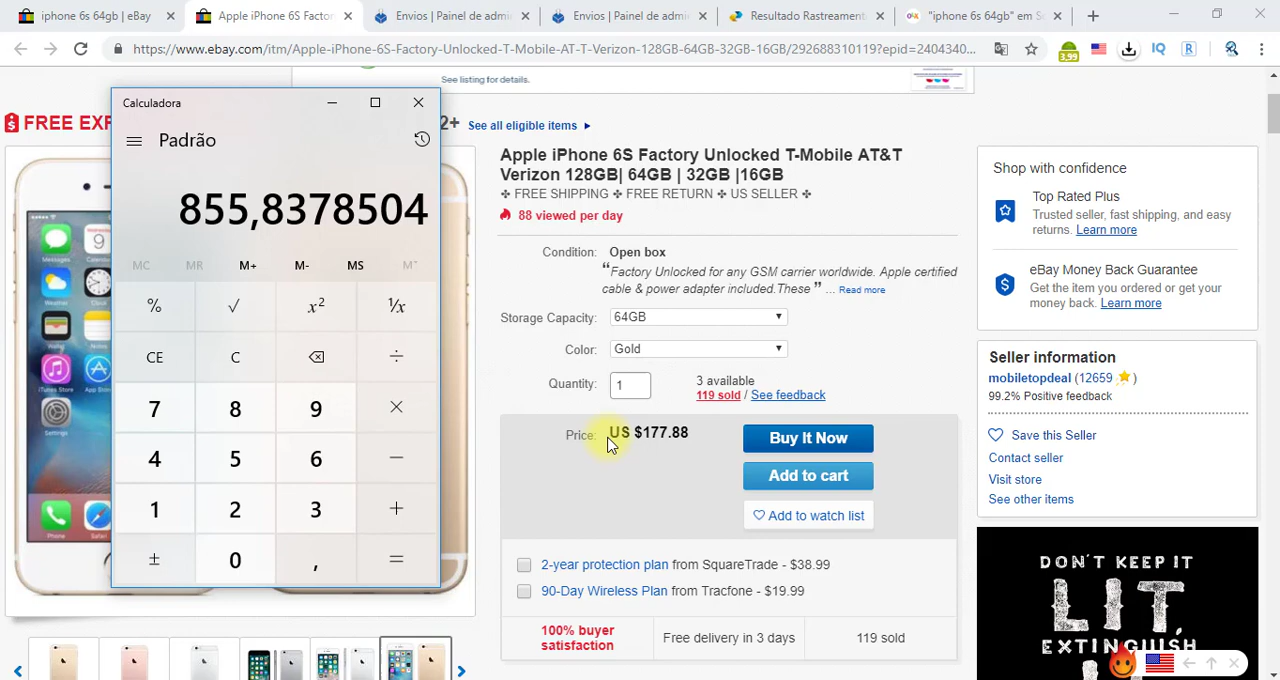 iphone 6s 64gb | eBay
Apple iPhone 6S Factor
Envios | Painel de admi
Envios | Painel de admi
Resultado Rastreament
"iphone 6s 64gb" em S
https://www.ebay.com/itm/Apple-iPhone-6S-Factory-Unlocked-T-Mobile-AT-T-Verizon-128GB-64GB-32GB-16GB/292688310119?epid=2404340...
3,99
IQ
R
See listing for details.
FREE EXP
2+ See all eligible items
Calculadora
Padrão
855,8378504
MC MR M+ M- MS M˅
% √ x² ¹/x
CE C ⌫ ÷
7 8 9 ×
4 5 6 −
1 2 3 +
± 0 , =
Apple iPhone 6S Factory Unlocked T-Mobile AT&T
Verizon 128GB| 64GB | 32GB |16GB
✤ FREE SHIPPING ✤ FREE RETURN ✤ US SELLER ✤
88 viewed per day
Condition: Open box
“Factory Unlocked for any GSM carrier worldwide. Apple certified
cable & power adapter included.These ” ... Read more
Storage Capacity: 64GB
Color: Gold
Quantity: 1
3 available
119 sold / See feedback
Price: US $177.88
Buy It Now
Add to cart
Add to watch list
2-year protection plan from SquareTrade - $38.99
90-Day Wireless Plan from Tracfone - $19.99
100% buyer
satisfaction
Free delivery in 3 days
119 sold
Shop with confidence
Top Rated Plus
Trusted seller, fast shipping, and easy
returns. Learn more
eBay Money Back Guarantee
Get the item you ordered or get your
money back. Learn more
Seller information
mobiletopdeal (12659 )
99.2% Positive feedback
Save this Seller
Contact seller
Visit store
See other items
DON'T KEEP IT
LIT,
EXTINGUISH